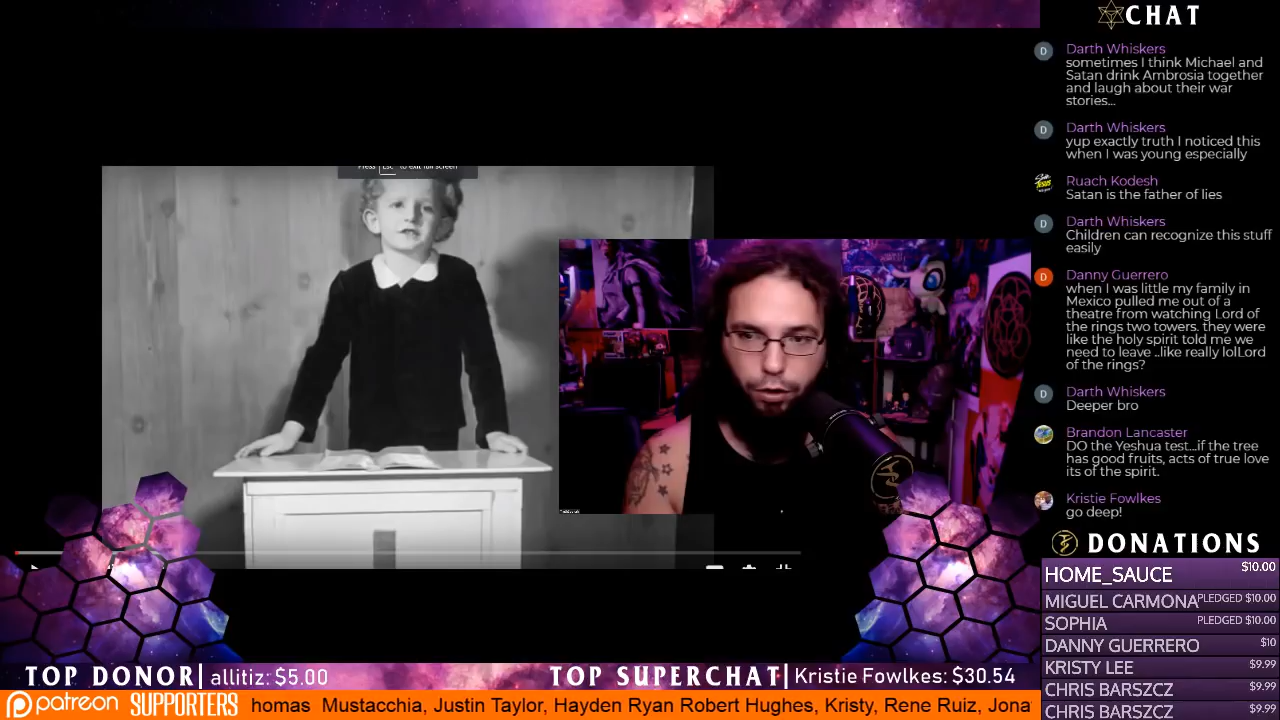 CHAT
Darth Whiskers
sometimes I think Michael and
Satan drink Ambrosia together
and laugh about their war
stories...
Darth Whiskers
yup exactly truth I noticed this
when I was young especially
Ruach Kodesh
Satan is the father of lies
Darth Whiskers
Children can recognize this stuff
easily
Danny Guerrero
when I was little my family in
Mexico pulled me out of a
theatre from watching Lord of
the rings two towers. they were
like the holy spirit told me we
need to leave ..like really lolLord
of the rings?
Darth Whiskers
Deeper bro
Brandon Lancaster
DO the Yeshua test...if the tree
has good fruits, acts of true love
its of the spirit.
Kristie Fowlkes
go deep!
Press Esc to exit full screen
DONATIONS
HOME_SAUCE $10.00
MIGUEL CARMONA PLEDGED $10.00
SOPHIA PLEDGED $10.00
DANNY GUERRERO $10
KRISTY LEE $9.99
CHRIS BARSZCZ $9.99
CHRIS BARSZCZ $9.99
TOP DONOR| allitiz: $5.00
TOP SUPERCHAT| Kristie Fowlkes: $30.54
patreon SUPPORTERS homas Mustacchia, Justin Taylor, Hayden Ryan Robert Hughes, Kristy, Rene Ruiz, Jona